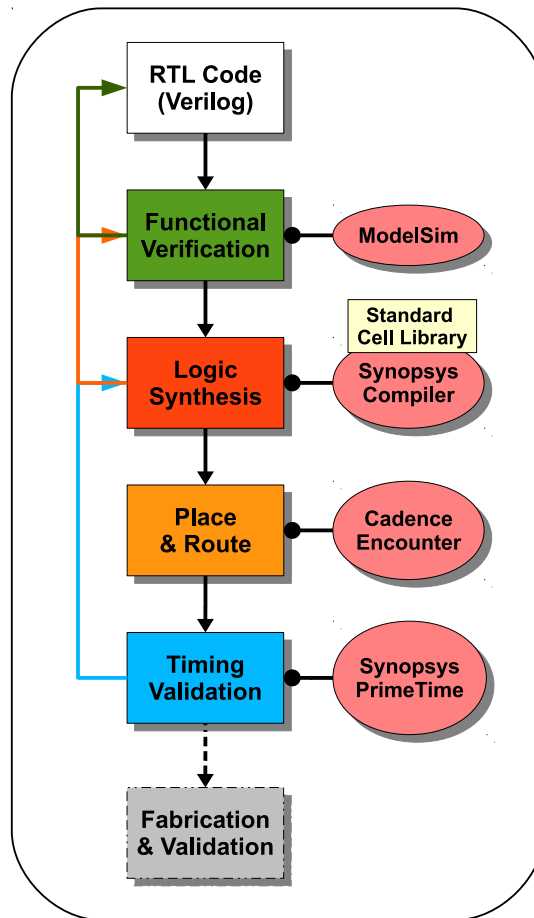 RTL Code
(Verilog)
Functional
Verification
ModelSim
Standard
Cell Library
Logic
Synthesis
Synopsys
Compiler
Place
& Route
Cadence
Encounter
Timing
Validation
Synopsys
PrimeTime
Fabrication
& Validation